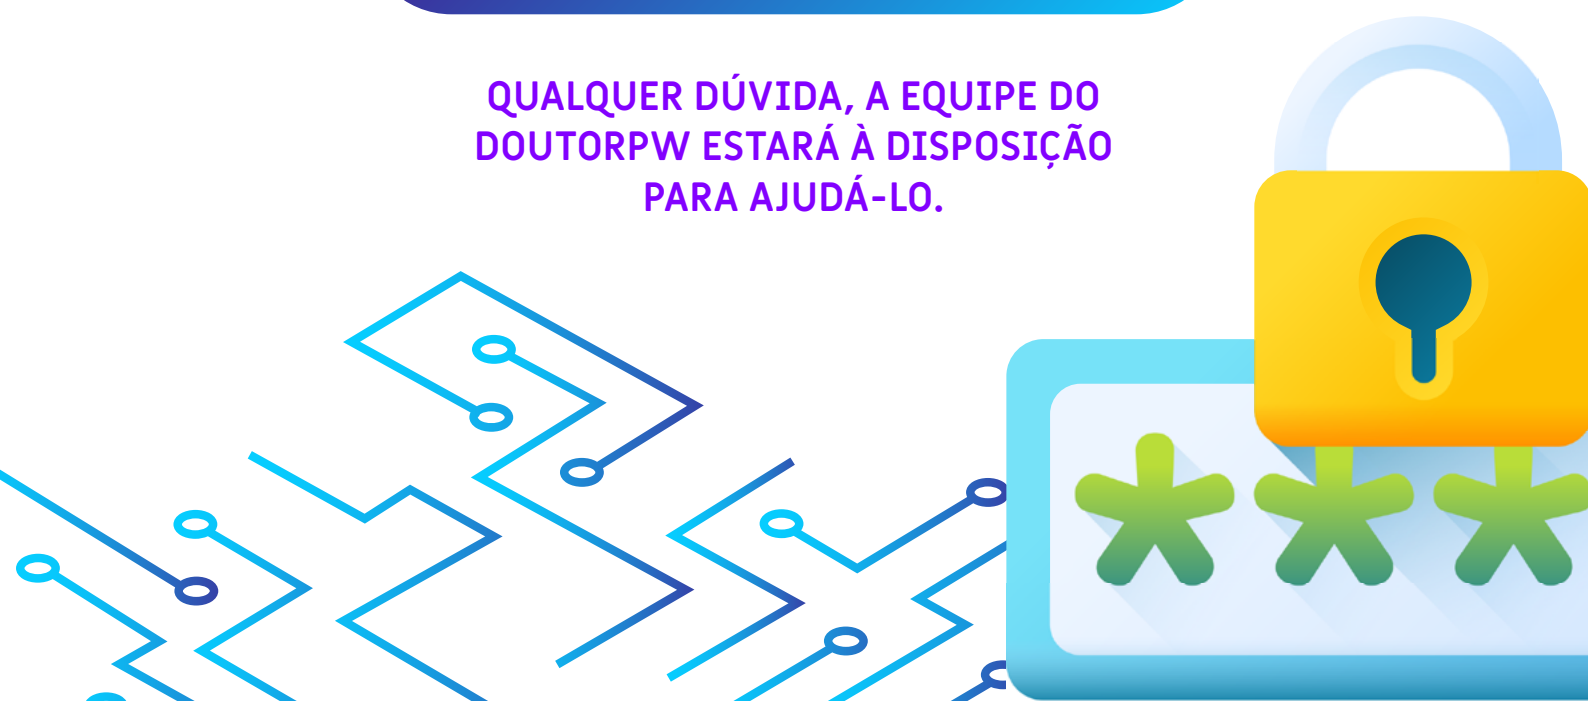 QUALQUER DÚVIDA, A EQUIPE DO
DOUTORPW ESTARÁ À DISPOSIÇÃO
PARA AJUDÁ-LO.